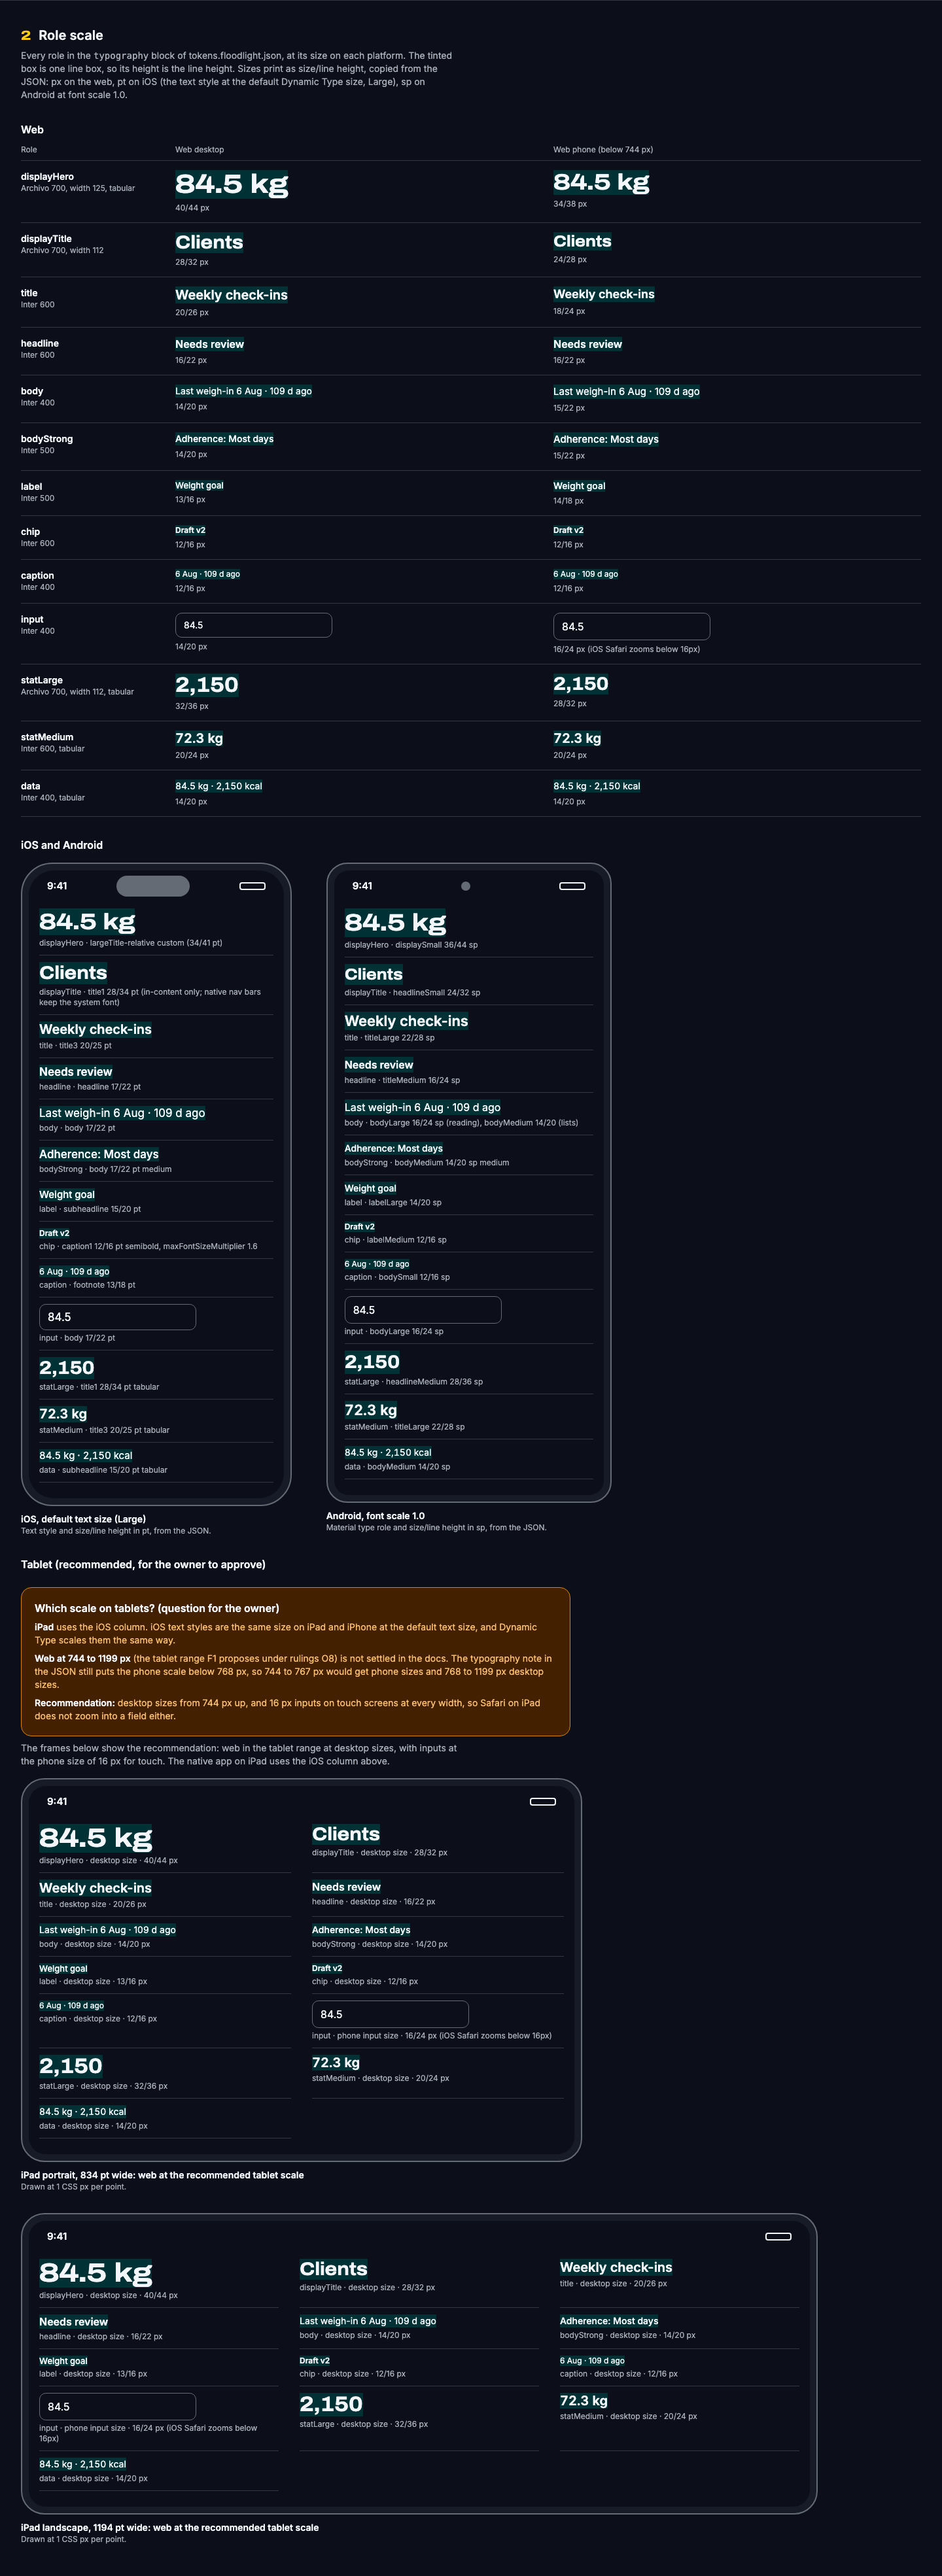 2 Role scale
Every role in the typography block of tokens.floodlight.json, at its size on each platform. The tinted
box is one line box, so its height is the line height. Sizes print as size/line height, copied from the
JSON: px on the web, pt on iOS (the text style at the default Dynamic Type size, Large), sp on
Android at font scale 1.0.
Web
Role Web desktop Web phone (below 744 px)
displayHero
Archivo 700, width 125, tabular
84.5 kg
40/44 px
84.5 kg
34/38 px
displayTitle
Archivo 700, width 112
Clients
28/32 px
Clients
24/28 px
title
Inter 600
Weekly check-ins
20/26 px
Weekly check-ins
18/24 px
headline
Inter 600
Needs review
16/22 px
Needs review
16/22 px
body
Inter 400
Last weigh-in 6 Aug · 109 d ago
14/20 px
Last weigh-in 6 Aug · 109 d ago
15/22 px
bodyStrong
Inter 500
Adherence: Most days
14/20 px
Adherence: Most days
15/22 px
label
Inter 500
Weight goal
13/16 px
Weight goal
14/18 px
chip
Inter 600
Draft v2
12/16 px
Draft v2
12/16 px
caption
Inter 400
6 Aug · 109 d ago
12/16 px
6 Aug · 109 d ago
12/16 px
input
Inter 400
84.5
14/20 px
84.5
16/24 px (iOS Safari zooms below 16px)
statLarge
Archivo 700, width 112, tabular
2,150
32/36 px
2,150
28/32 px
statMedium
Inter 600, tabular
72.3 kg
20/24 px
72.3 kg
20/24 px
data
Inter 400, tabular
84.5 kg · 2,150 kcal
14/20 px
84.5 kg · 2,150 kcal
14/20 px
iOS and Android
9:41
84.5 kg
displayHero · largeTitle-relative custom (34/41 pt)
Clients
displayTitle · title1 28/34 pt (in-content only; native nav bars
keep the system font)
Weekly check-ins
title · title3 20/25 pt
Needs review
headline · headline 17/22 pt
Last weigh-in 6 Aug · 109 d ago
body · body 17/22 pt
Adherence: Most days
bodyStrong · body 17/22 pt medium
Weight goal
label · subheadline 15/20 pt
Draft v2
chip · caption1 12/16 pt semibold, maxFontSizeMultiplier 1.6
6 Aug · 109 d ago
caption · footnote 13/18 pt
84.5
input · body 17/22 pt
2,150
statLarge · title1 28/34 pt tabular
72.3 kg
statMedium · title3 20/25 pt tabular
84.5 kg · 2,150 kcal
data · subheadline 15/20 pt tabular
iOS, default text size (Large)
Text style and size/line height in pt, from the JSON.
9:41
84.5 kg
displayHero · displaySmall 36/44 sp
Clients
displayTitle · headlineSmall 24/32 sp
Weekly check-ins
title · titleLarge 22/28 sp
Needs review
headline · titleMedium 16/24 sp
Last weigh-in 6 Aug · 109 d ago
body · bodyLarge 16/24 sp (reading), bodyMedium 14/20 (lists)
Adherence: Most days
bodyStrong · bodyMedium 14/20 sp medium
Weight goal
label · labelLarge 14/20 sp
Draft v2
chip · labelMedium 12/16 sp
6 Aug · 109 d ago
caption · bodySmall 12/16 sp
84.5
input · bodyLarge 16/24 sp
2,150
statLarge · headlineMedium 28/36 sp
72.3 kg
statMedium · titleLarge 22/28 sp
84.5 kg · 2,150 kcal
data · bodyMedium 14/20 sp
Android, font scale 1.0
Material type role and size/line height in sp, from the JSON.
Tablet (recommended, for the owner to approve)
Which scale on tablets? (question for the owner)
iPad uses the iOS column. iOS text styles are the same size on iPad and iPhone at the default text size, and Dynamic
Type scales them the same way.
Web at 744 to 1199 px (the tablet range F1 proposes under rulings O8) is not settled in the docs. The typography note in
the JSON still puts the phone scale below 768 px, so 744 to 767 px would get phone sizes and 768 to 1199 px desktop
sizes.
Recommendation: desktop sizes from 744 px up, and 16 px inputs on touch screens at every width, so Safari on iPad
does not zoom into a field either.
The frames below show the recommendation: web in the tablet range at desktop sizes, with inputs at
the phone size of 16 px for touch. The native app on iPad uses the iOS column above.
9:41
84.5 kg
displayHero · desktop size · 40/44 px
Clients
displayTitle · desktop size · 28/32 px
Weekly check-ins
title · desktop size · 20/26 px
Needs review
headline · desktop size · 16/22 px
Last weigh-in 6 Aug · 109 d ago
body · desktop size · 14/20 px
Adherence: Most days
bodyStrong · desktop size · 14/20 px
Weight goal
label · desktop size · 13/16 px
Draft v2
chip · desktop size · 12/16 px
6 Aug · 109 d ago
caption · desktop size · 12/16 px
84.5
input · phone input size · 16/24 px (iOS Safari zooms below 16px)
2,150
statLarge · desktop size · 32/36 px
72.3 kg
statMedium · desktop size · 20/24 px
84.5 kg · 2,150 kcal
data · desktop size · 14/20 px
iPad portrait, 834 pt wide: web at the recommended tablet scale
Drawn at 1 CSS px per point.
9:41
84.5 kg
displayHero · desktop size · 40/44 px
Clients
displayTitle · desktop size · 28/32 px
Weekly check-ins
title · desktop size · 20/26 px
Needs review
headline · desktop size · 16/22 px
Last weigh-in 6 Aug · 109 d ago
body · desktop size · 14/20 px
Adherence: Most days
bodyStrong · desktop size · 14/20 px
Weight goal
label · desktop size · 13/16 px
Draft v2
chip · desktop size · 12/16 px
6 Aug · 109 d ago
caption · desktop size · 12/16 px
84.5
input · phone input size · 16/24 px (iOS Safari zooms below
16px)
2,150
statLarge · desktop size · 32/36 px
72.3 kg
statMedium · desktop size · 20/24 px
84.5 kg · 2,150 kcal
data · desktop size · 14/20 px
iPad landscape, 1194 pt wide: web at the recommended tablet scale
Drawn at 1 CSS px per point.